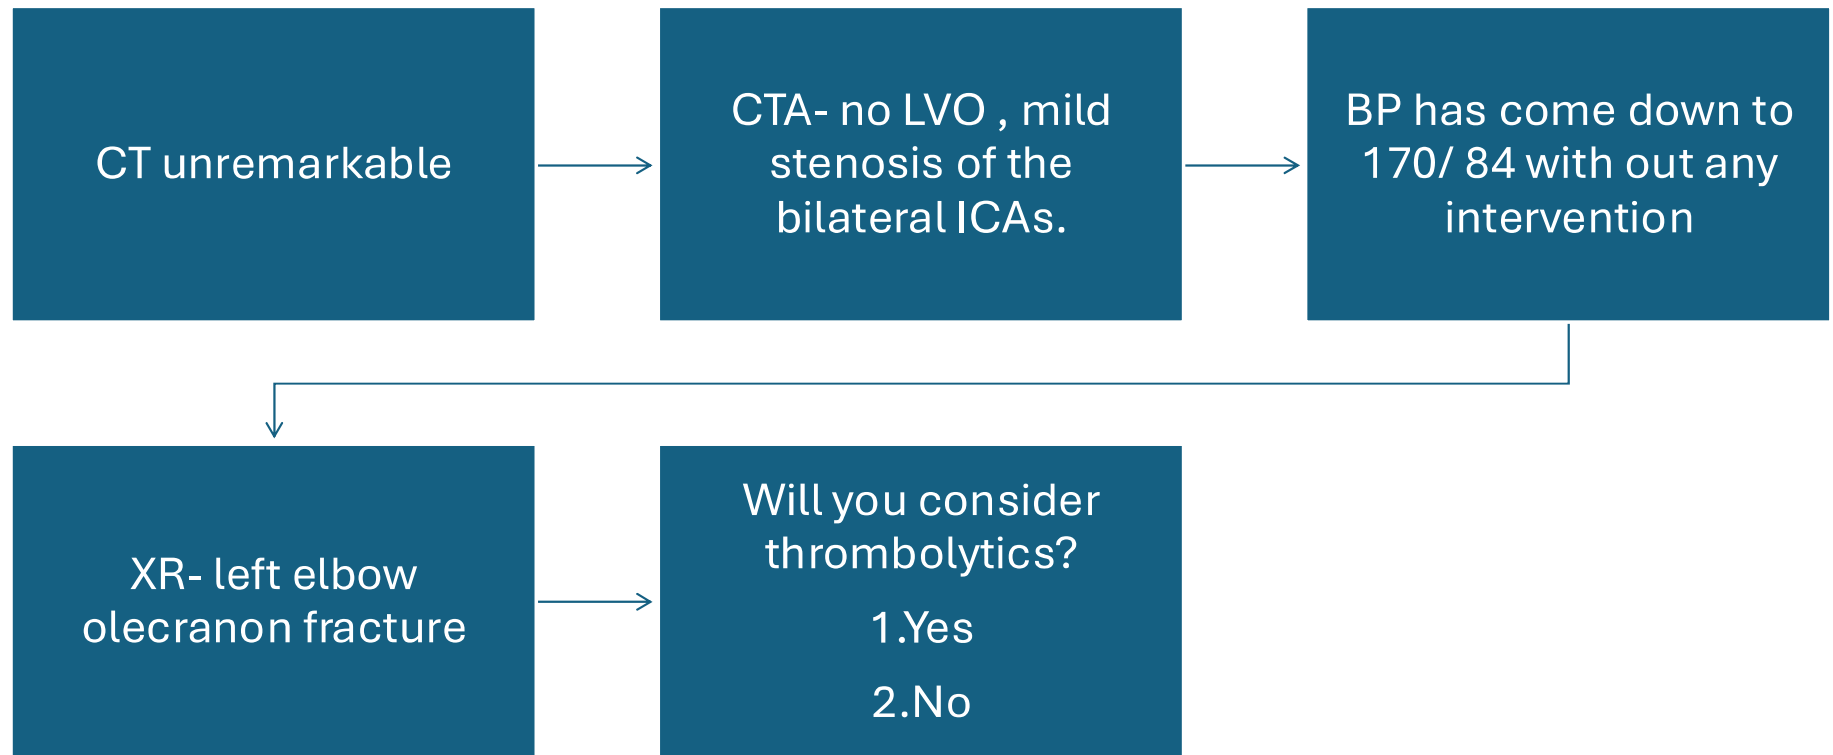 CT unremarkable
CTA- no LVO , mild
stenosis of the
bilateral ICAs.
BP has come down to
170/ 84 with out any
intervention
XR- left elbow
olecranon fracture
Will you consider
thrombolytics?
1.Yes
2.No